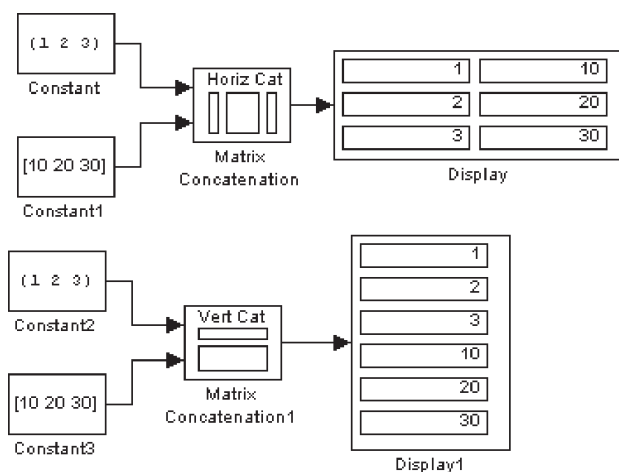 (1 2 3)
Constant
[10 20 30]
Constant1
Horiz Cat
Matrix
Concatenation
1 10
2 20
3 30
Display
(1 2 3)
Constant2
[10 20 30]
Constant3
Vert Cat
Matrix
Concatenation1
1
2
3
10
20
30
Display1